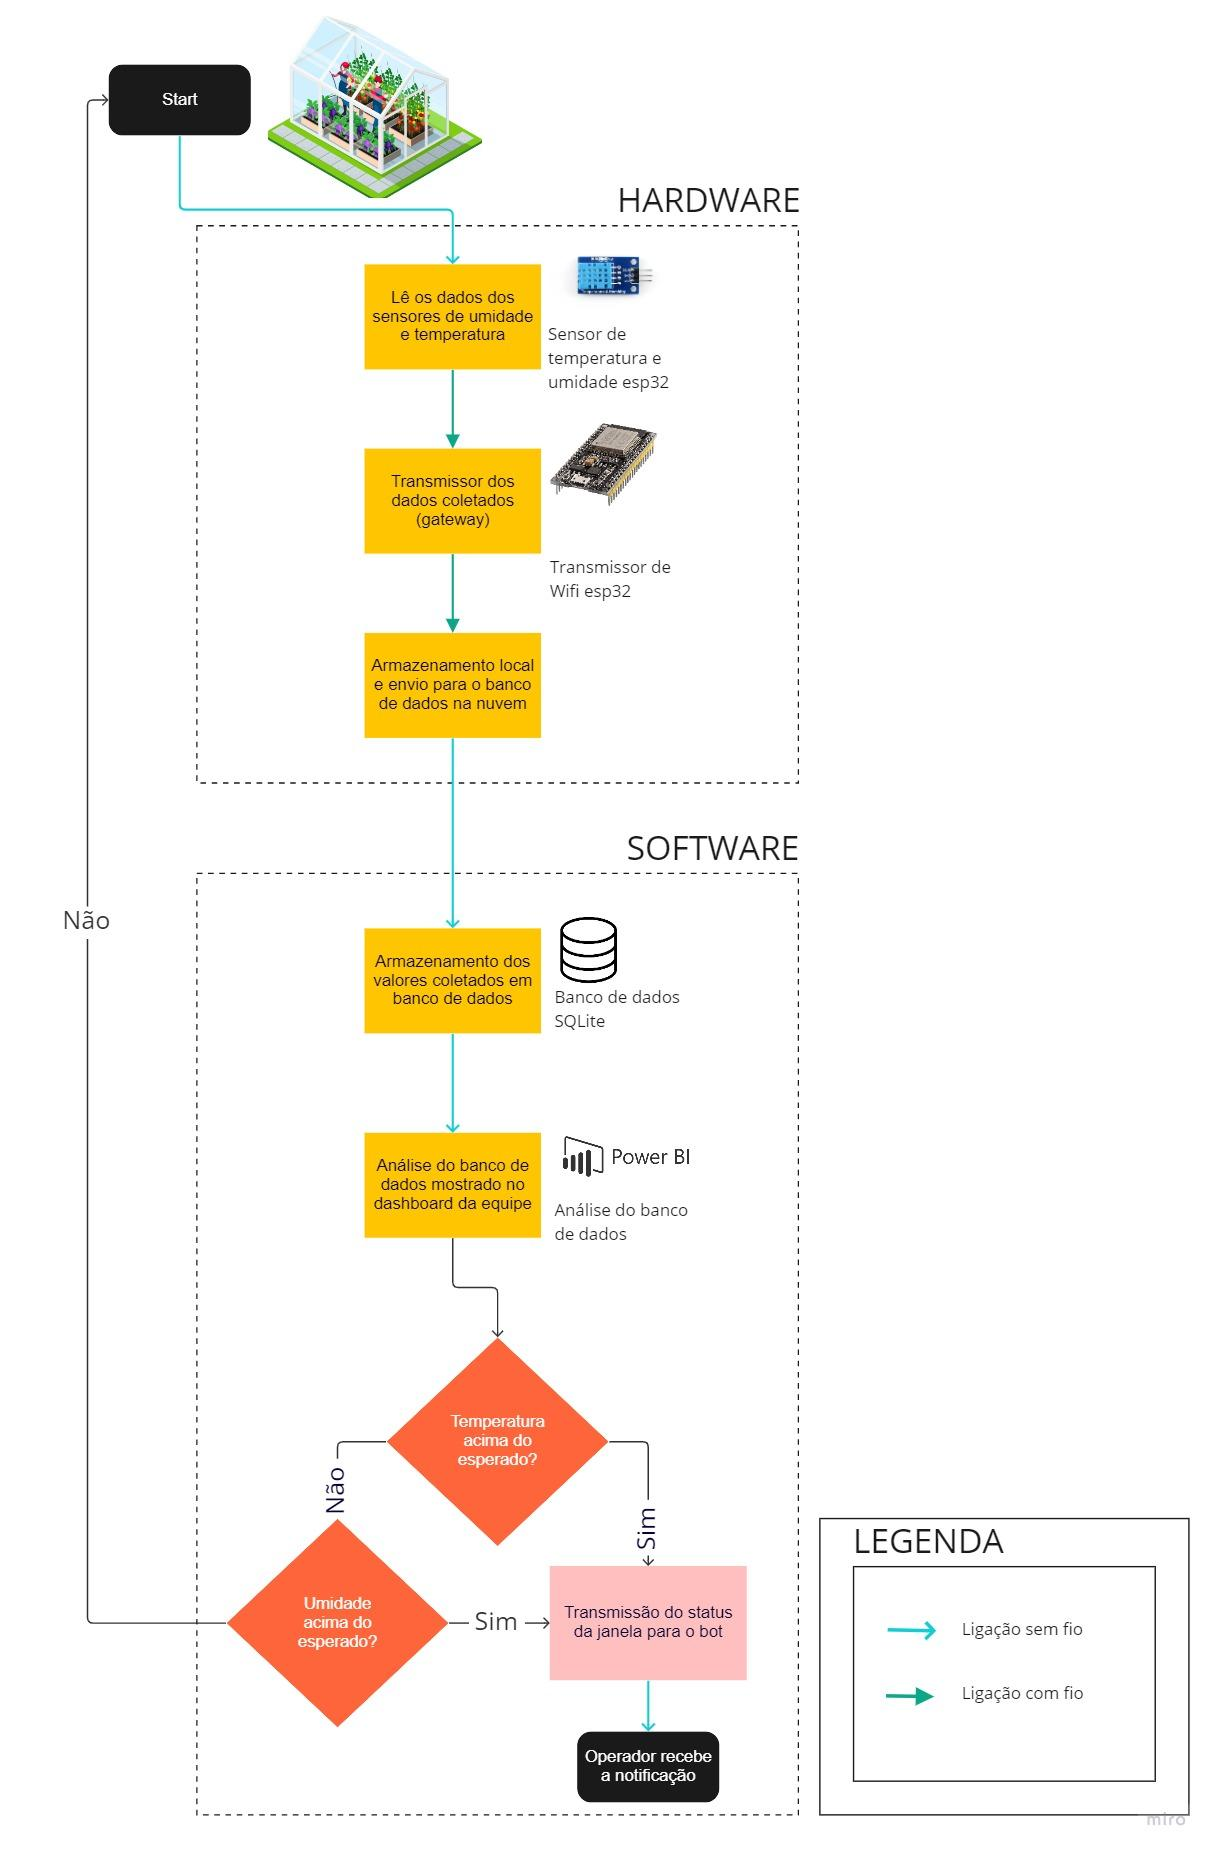 Start
HARDWARE
Lê os dados dos
sensores de umidade
e temperatura
Sensor de
temperatura e
umidade esp32
Transmissor dos
dados coletados
(gateway)
Transmissor de
Wifi esp32
Armazenamento local
e envio para o banco
de dados na nuvem
SOFTWARE
Não
Armazenamento dos
valores coletados em
banco de dados
Banco de dados
SQLite
Análise do banco de
dados mostrado no
dashboard da equipe
Power BI
Análise do banco
de dados
Temperatura
acima do
esperado?
Não
Sim
Umidade
acima do
esperado?
Sim
Transmissão do status
da janela para o bot
Operador recebe
a notificação
LEGENDA
Ligação sem fio
Ligação com fio
miro